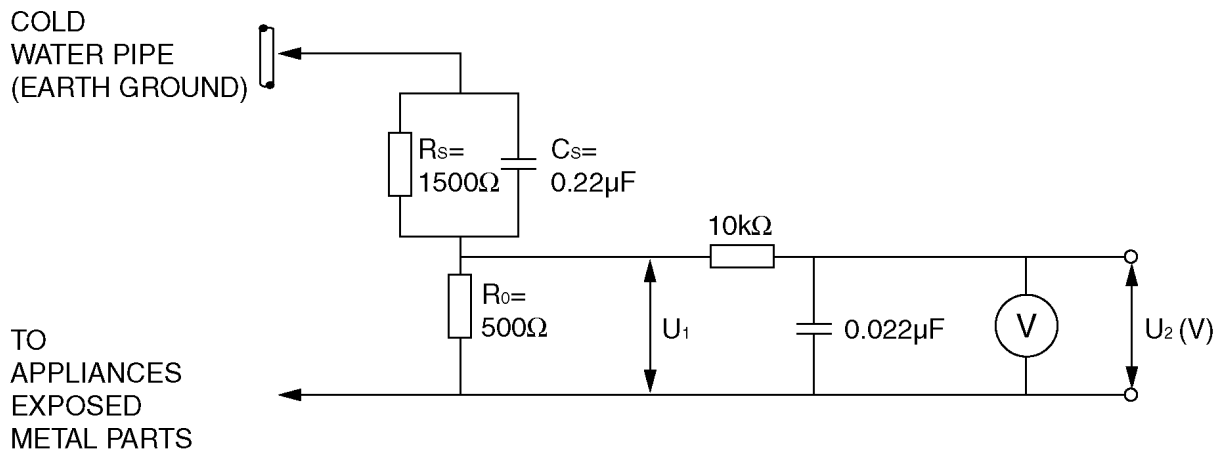 COLD
WATER PIPE
(EARTH GROUND)
RS=
1500Ω
CS=
0.22µF
10kΩ
R0=
500Ω
U1
0.022µF
V
U2 (V)
TO
APPLIANCES
EXPOSED
METAL PARTS